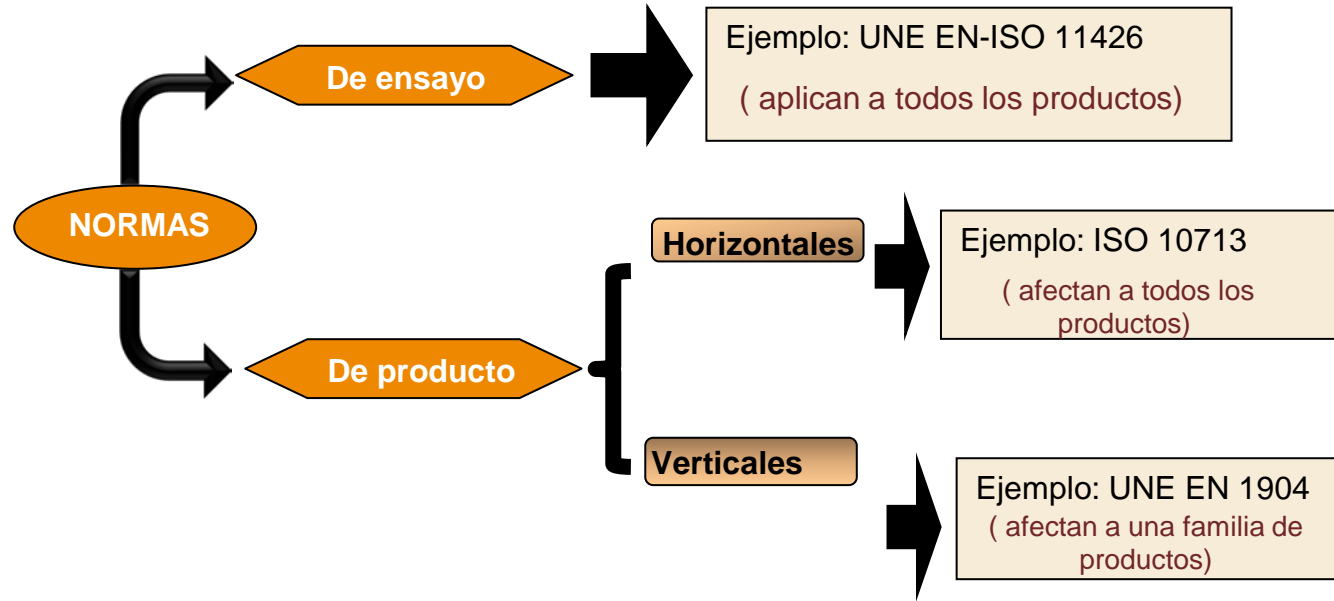 De ensayo
Ejemplo: UNE EN-ISO 11426
( aplican a todos los productos)
NORMAS
Horizontales
Ejemplo: ISO 10713
( afectan a todos los
productos)
De producto
Verticales
Ejemplo: UNE EN 1904
( afectan a una familia de
productos)